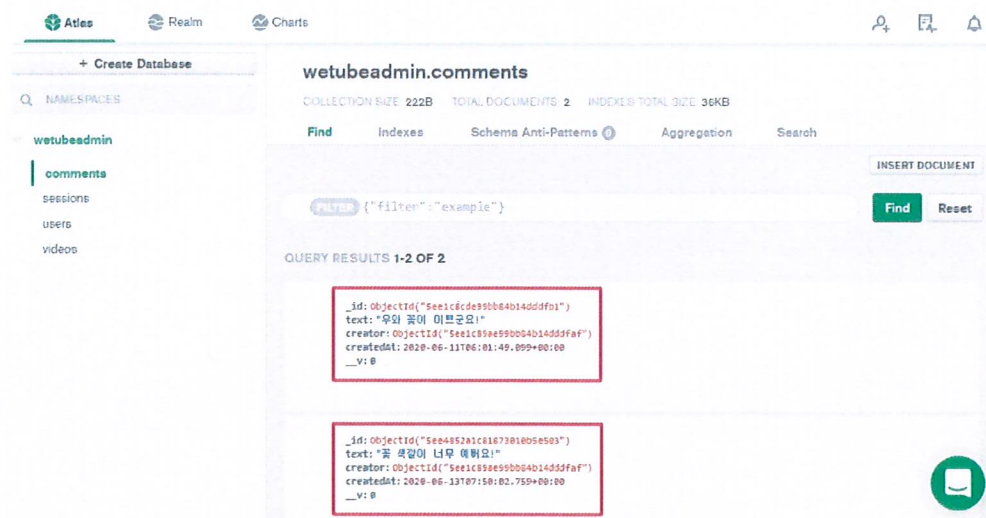 Atlas
Realm
Charts
+ Create Database
NAMESPACES
wetubeadmin
comments
sessions
users
videos
wetubeadmin.comments
COLLECTION SIZE: 222B TOTAL DOCUMENTS: 2 INDEXES TOTAL SIZE: 36KB
Find Indexes Schema Anti-Patterns 0 Aggregation Search
INSERT DOCUMENT
FILTER {"filter":"example"}
Find Reset
QUERY RESULTS 1-2 OF 2
text: "우와 꽃이 이쁘군요!"
creator: ObjectId("5ee1c89ae99bb84b14dddfaf")
createdAt: 2020-06-11T06:01:49.099+00:00
__v: 0
_id: ObjectId("5ee4852a1c81873010b5e503")
text: "꽃 색깔이 너무 예뻐요!"
creator: ObjectId("5ee1c89ae99bb84b14dddfaf")
createdAt: 2020-06-13T07:50:02.759+00:00
__v: 0